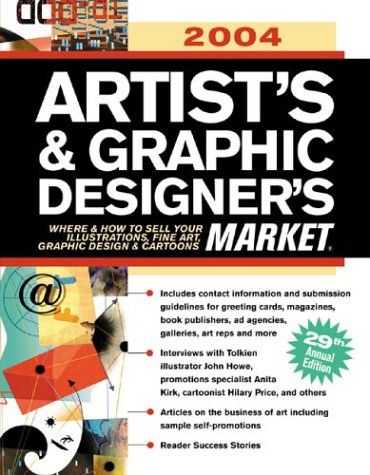 2004
ARTIST'S
& GRAPHIC
DESIGNER'S
WHERE & HOW TO SELL YOUR
ILLUSTRATIONS, FINE ART,
GRAPHIC DESIGN & CARTOONS
MARKET®
@
• Includes contact information and submission
guidelines for greeting cards, magazines,
book publishers, ad agencies,
galleries, art reps and more
29th
Annual
Edition!
• Interviews with Tolkien
illustrator John Howe,
promotions specialist Anita
Kirk, cartoonist Hilary Price, and others
• Articles on the business of art including
sample self-promotions
• Reader Success Stories